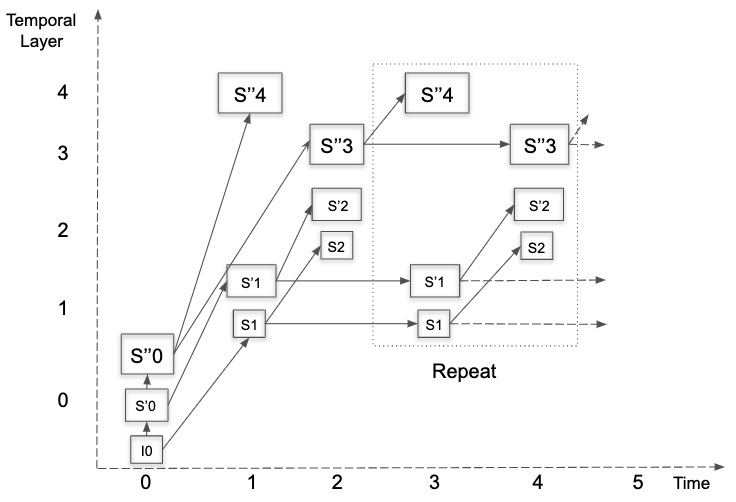 Temporal
Layer
4
S”4
S”4
3
S”3
S”3
2
S’2
S’2
S2
S2
1
S’1
S’1
S1
S1
S”0
Repeat
0
S’0
I0
0
1
2
3
4
5
Time